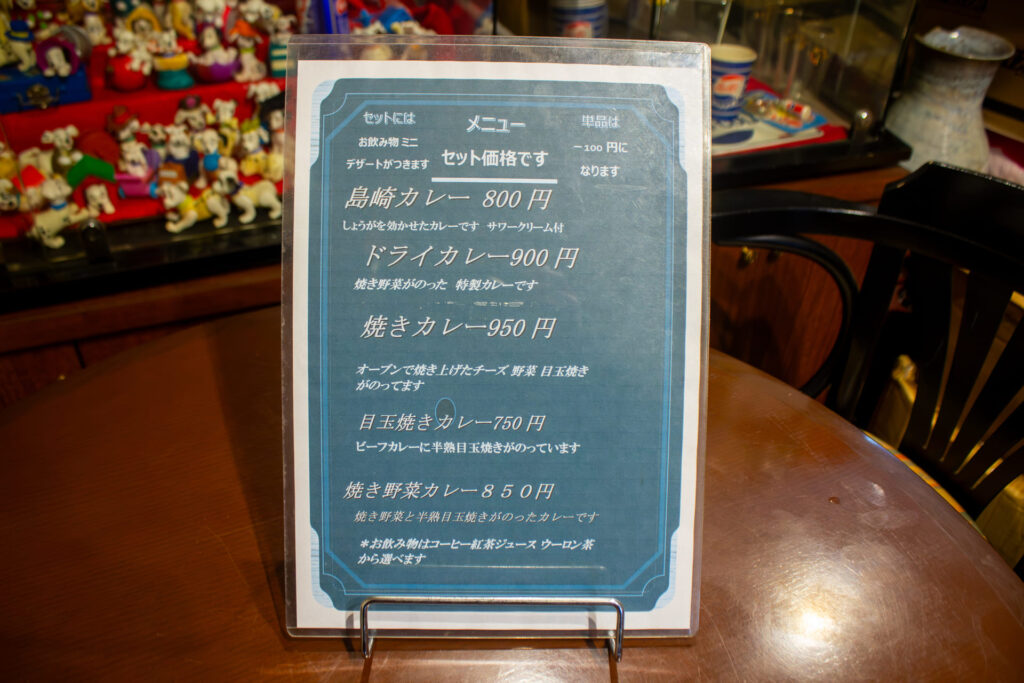 セットには
お飲み物 ミニ
デザートがつきます
メニュー
セット価格です
単品は
－100 円に
なります
島崎カレー 800 円
しょうがを効かせたカレーです サワークリーム付
ドライカレー900 円
焼き野菜がのった 特製カレーです
焼きカレー950 円
オーブンで焼き上げたチーズ 野菜 目玉焼き
がのってます
目玉焼きカレー750 円
ビーフカレーに半熟目玉焼きがのっています
焼き野菜カレー８５０円
焼き野菜と半熟目玉焼きがのったカレーです
＊お飲み物はコーヒー紅茶ジュース ウーロン茶
から選べます